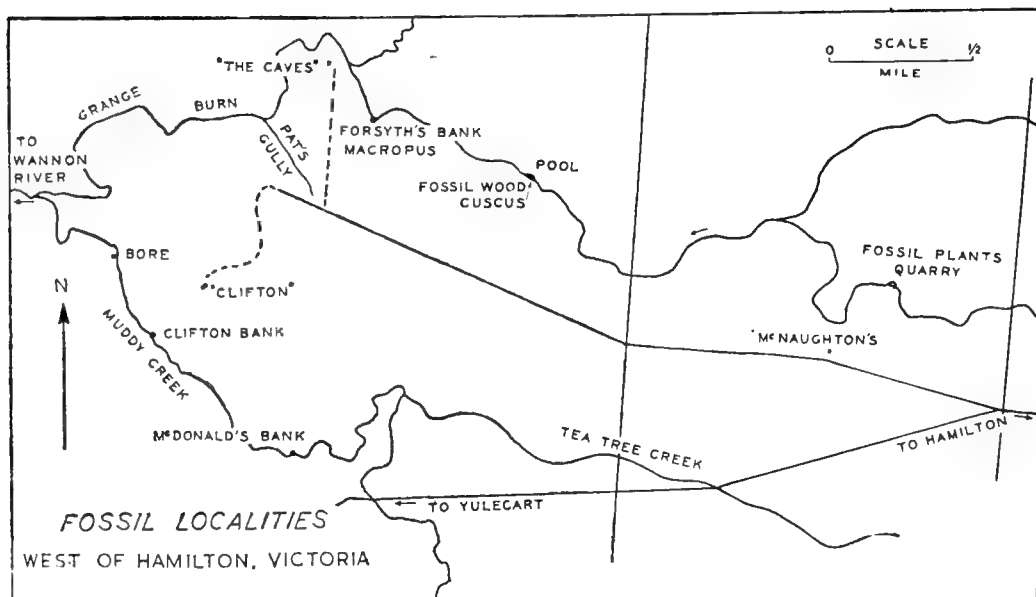 SCALE
0 1/2
MILE
"THE CAVES"
GRANGE
BURN
PAT'S
GULLY
FORSYTH'S BANK
MACROPUS
POOL
FOSSIL WOOD
CUSCUS
TO
WANNON
RIVER
BORE
N
"CLIFTON"
CLIFTON BANK
MUDDY CREEK
FOSSIL PLANTS
QUARRY
"McNAUGHTON'S
McDONALD'S BANK
TEA TREE CREEK
TO HAMILTON
TO YULECART
FOSSIL LOCALITIES
WEST OF HAMILTON, VICTORIA